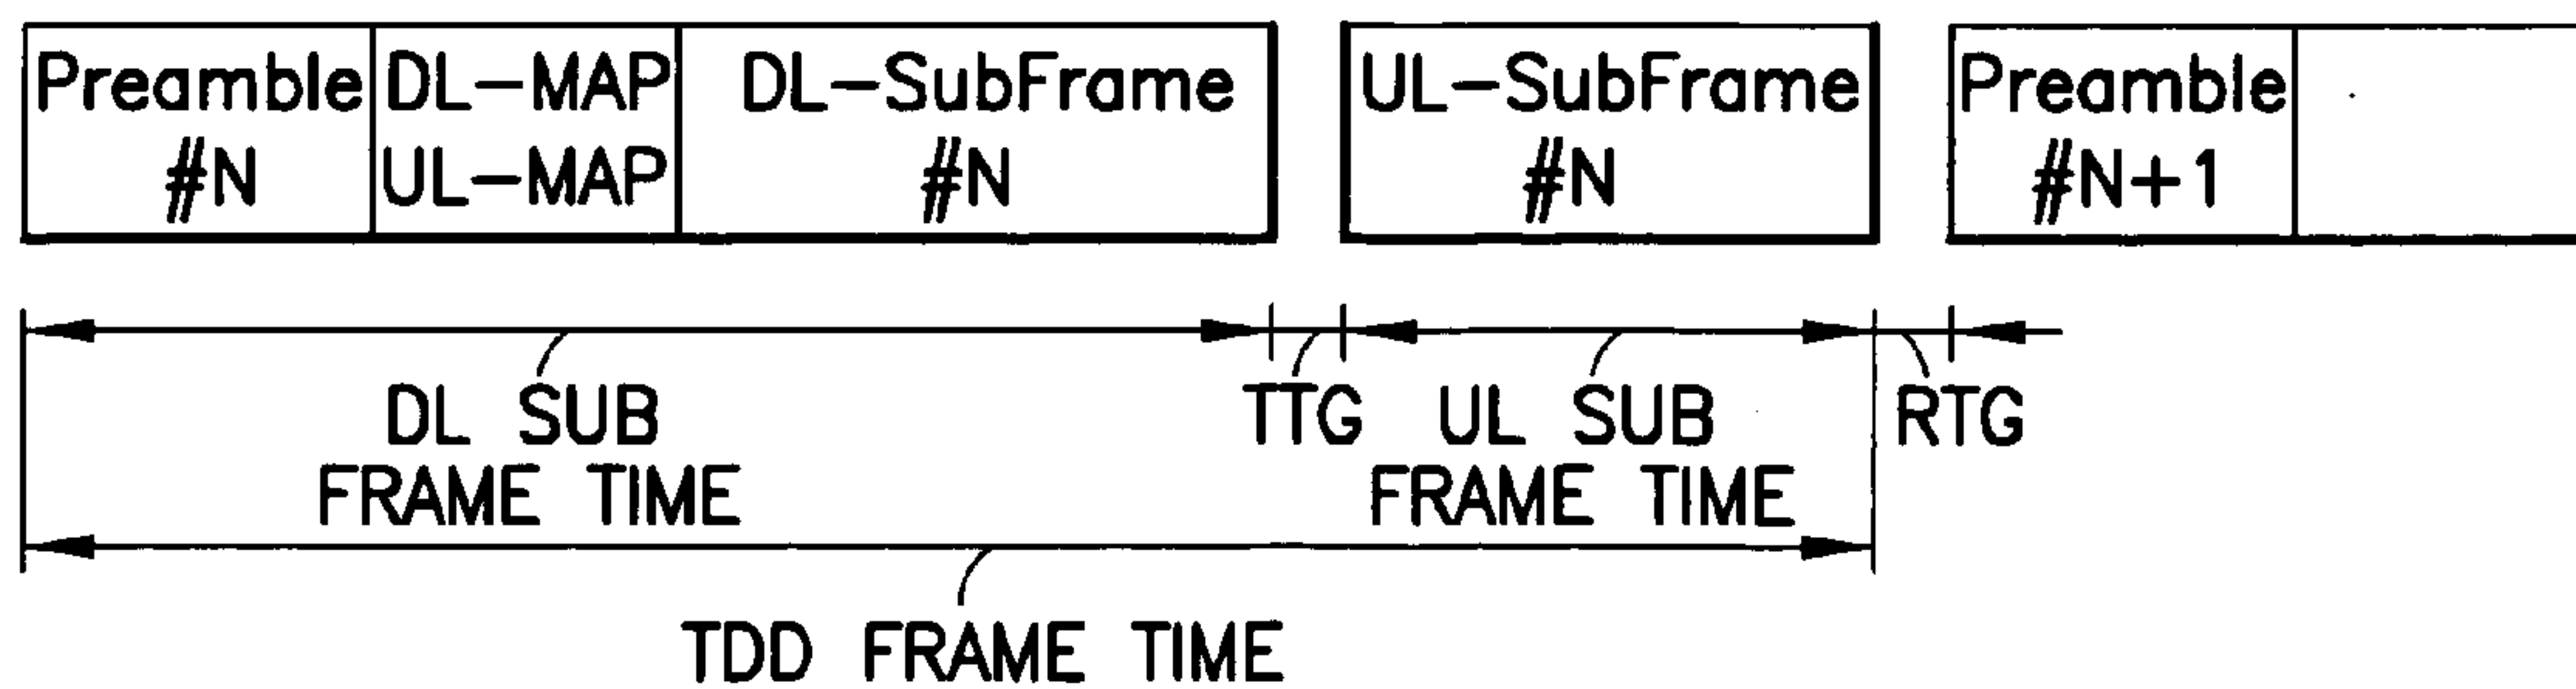 Preamble
#N
DL-MAP
UL-MAP
DL-SubFrame
#N
UL-SubFrame
#N
Preamble
#N+1
DL SUB
FRAME TIME
TTG
UL SUB
FRAME TIME
RTG
TDD FRAME TIME